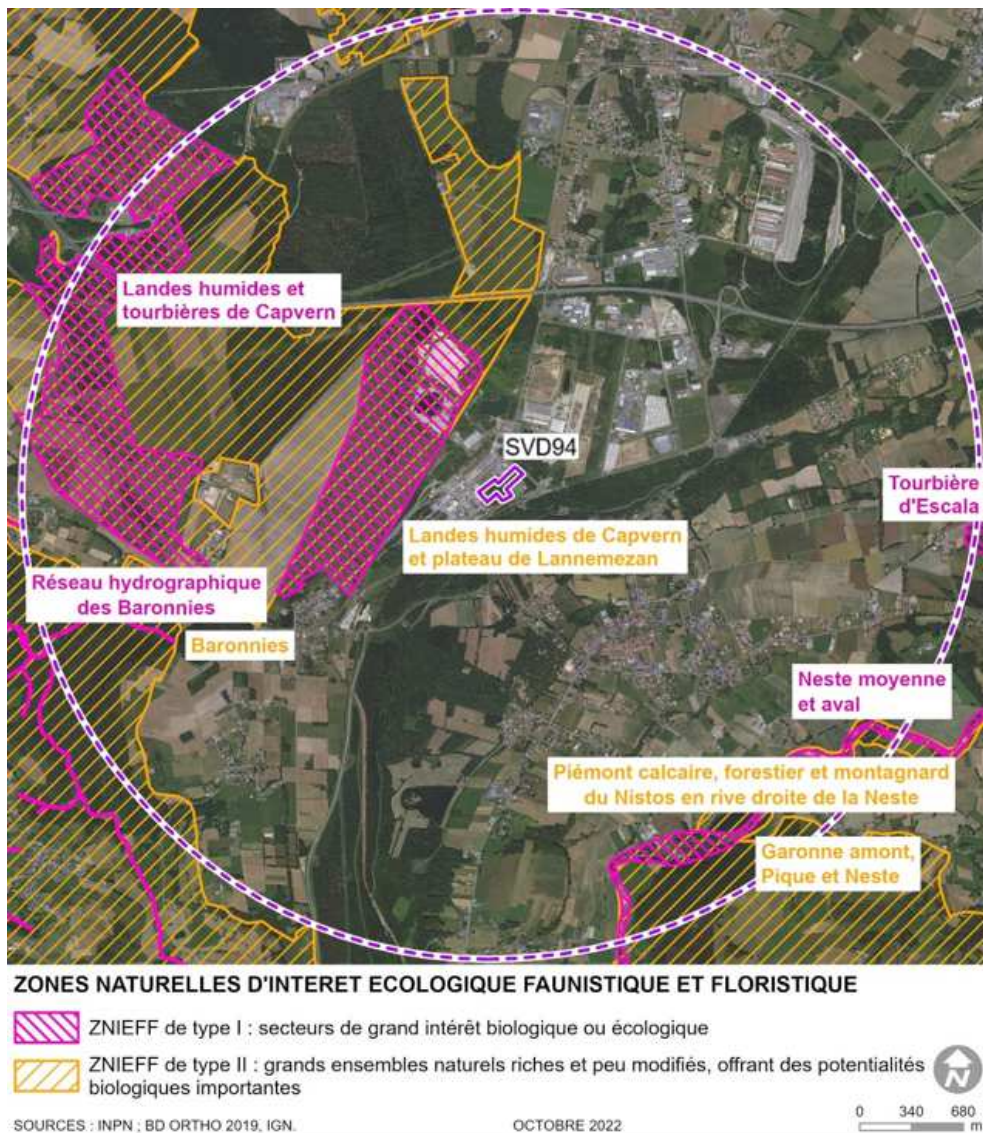 Landes humides et
tourbières de Capvern
SVD94
Tourbière
d'Escala
Landes humides de Capvern
et plateau de Lannemezan
Réseau hydrographique
des Baronnies
Baronnies
Neste moyenne
et aval
Piémont calcaire, forestier et montagnard
du Nistos en rive droite de la Neste
Garonne amont,
Pique et Neste
ZONES NATURELLES D'INTERET ECOLOGIQUE FAUNISTIQUE ET FLORISTIQUE
ZNIEFF de type I : secteurs de grand intérêt biologique ou écologique
ZNIEFF de type II : grands ensembles naturels riches et peu modifiés, offrant des potentialités
biologiques importantes
N
SOURCES : INPN ; BD ORTHO 2019, IGN.
OCTOBRE 2022
0 340 680
m